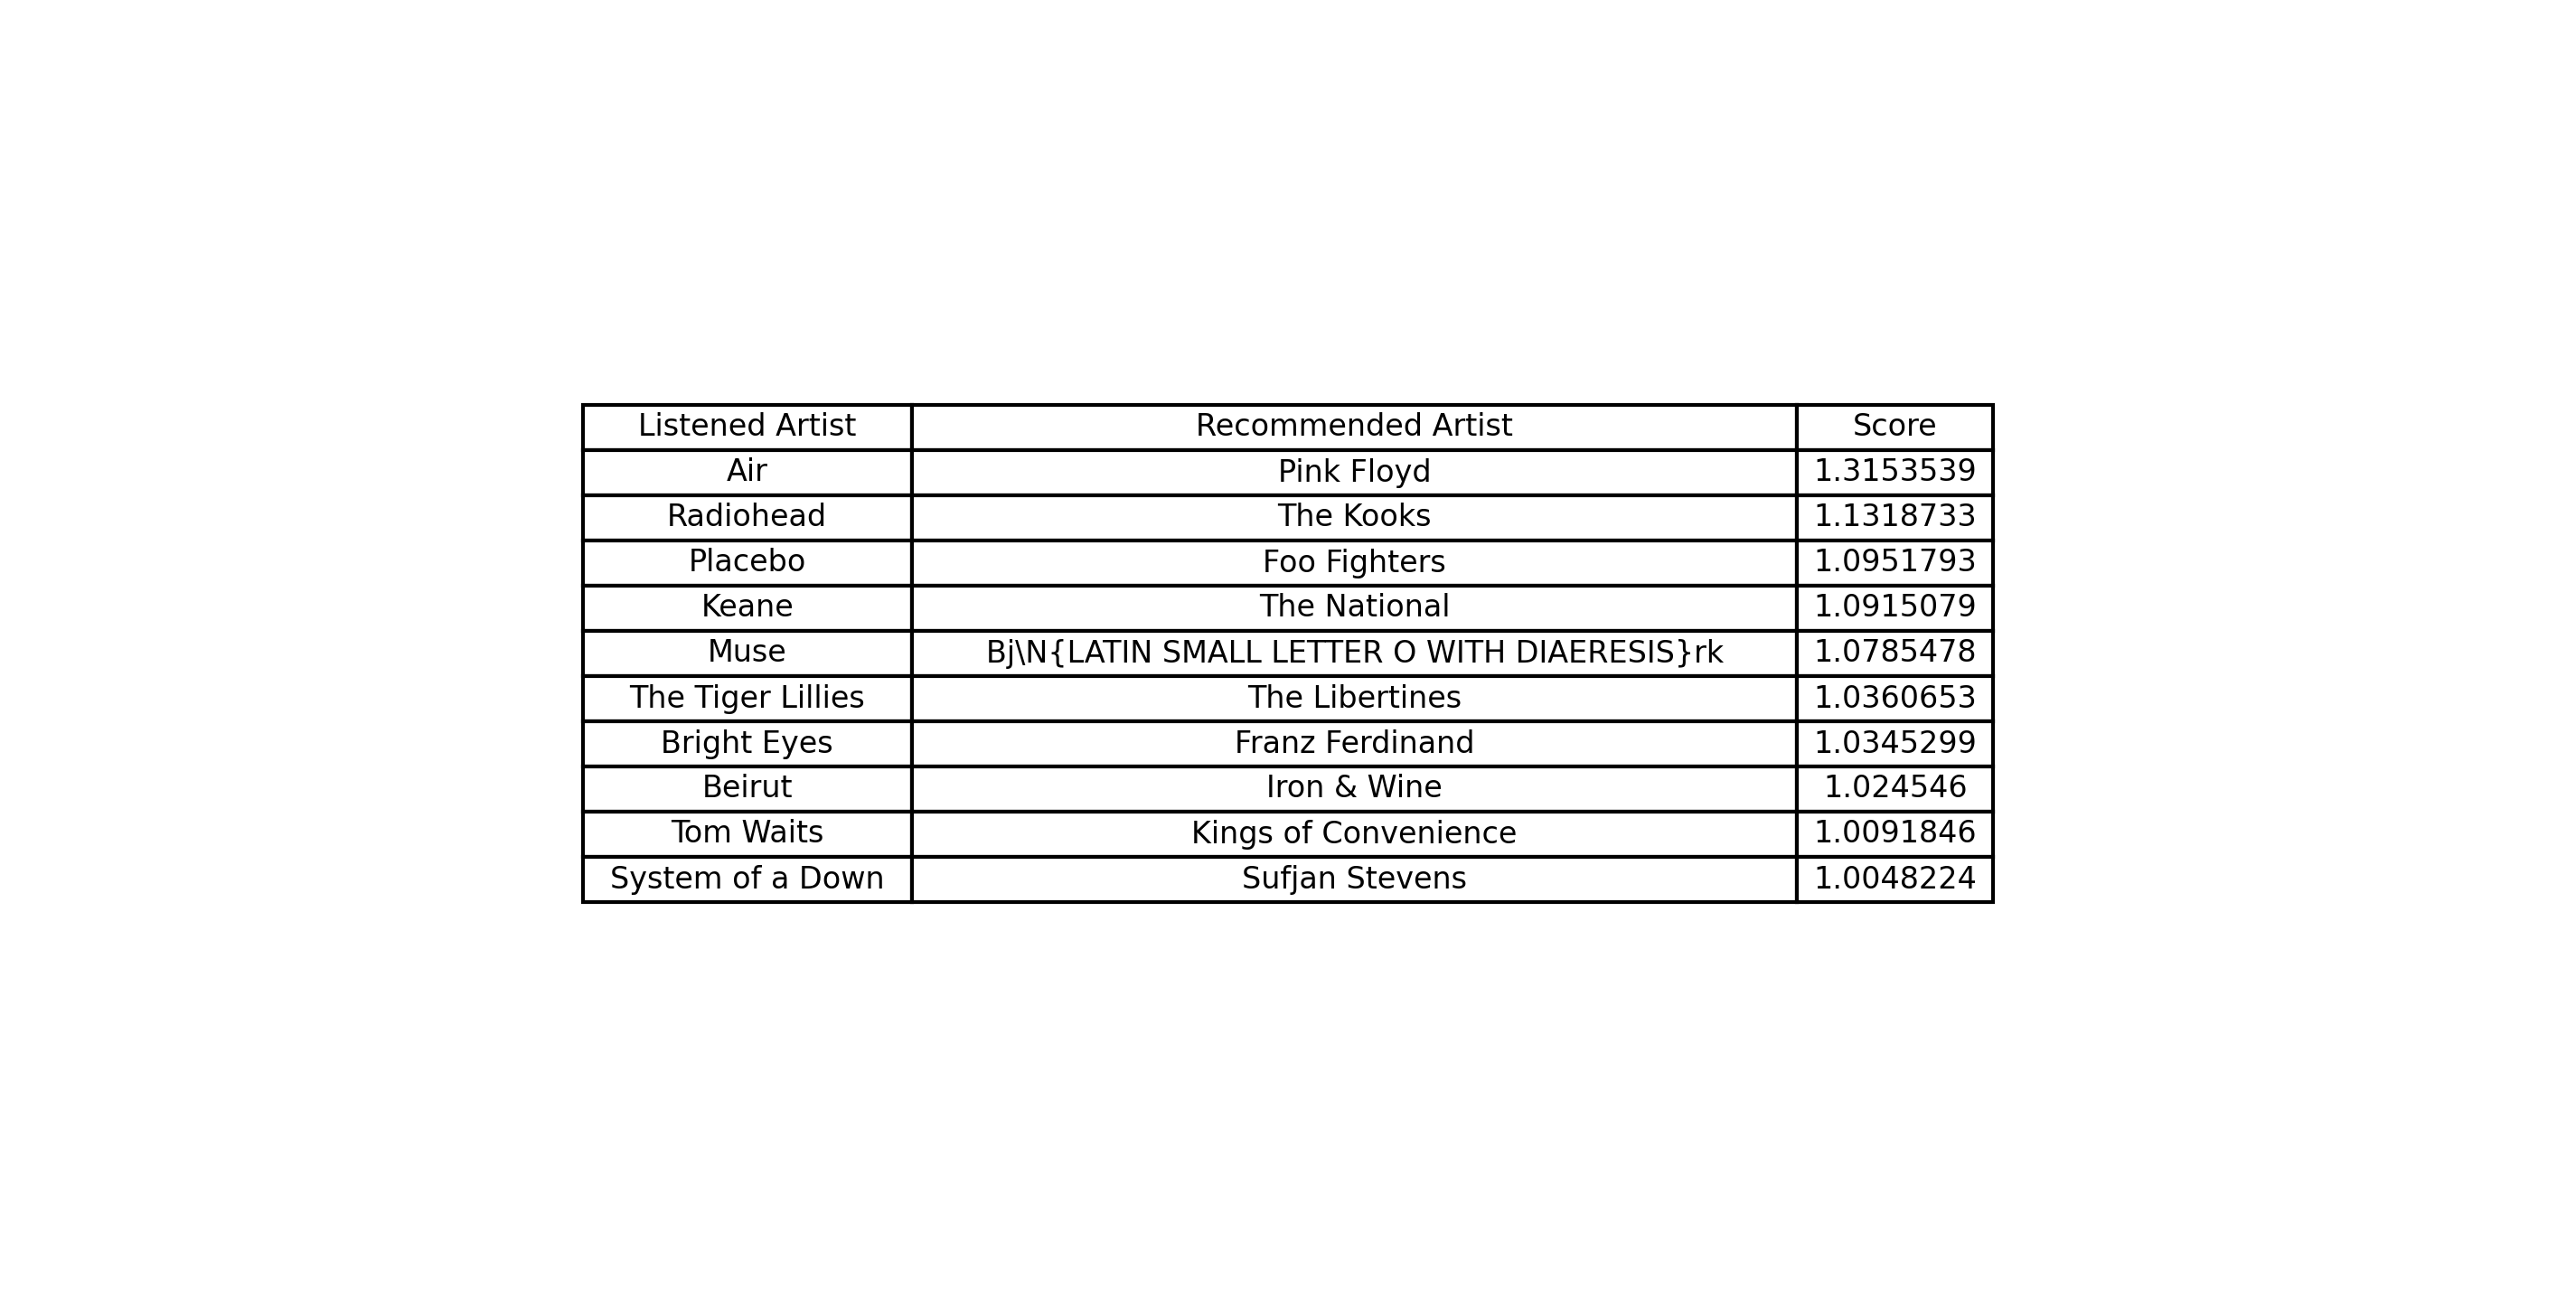 Listened Artist Recommended Artist Score
Air Pink Floyd 1.3153539
Radiohead The Kooks 1.1318733
Placebo Foo Fighters 1.0951793
Keane The National 1.0915079
Muse Bj\N{LATIN SMALL LETTER O WITH DIAERESIS}rk 1.0785478
The Tiger Lillies The Libertines 1.0360653
Bright Eyes Franz Ferdinand 1.0345299
Beirut Iron & Wine 1.024546
Tom Waits Kings of Convenience 1.0091846
System of a Down Sufjan Stevens 1.0048224